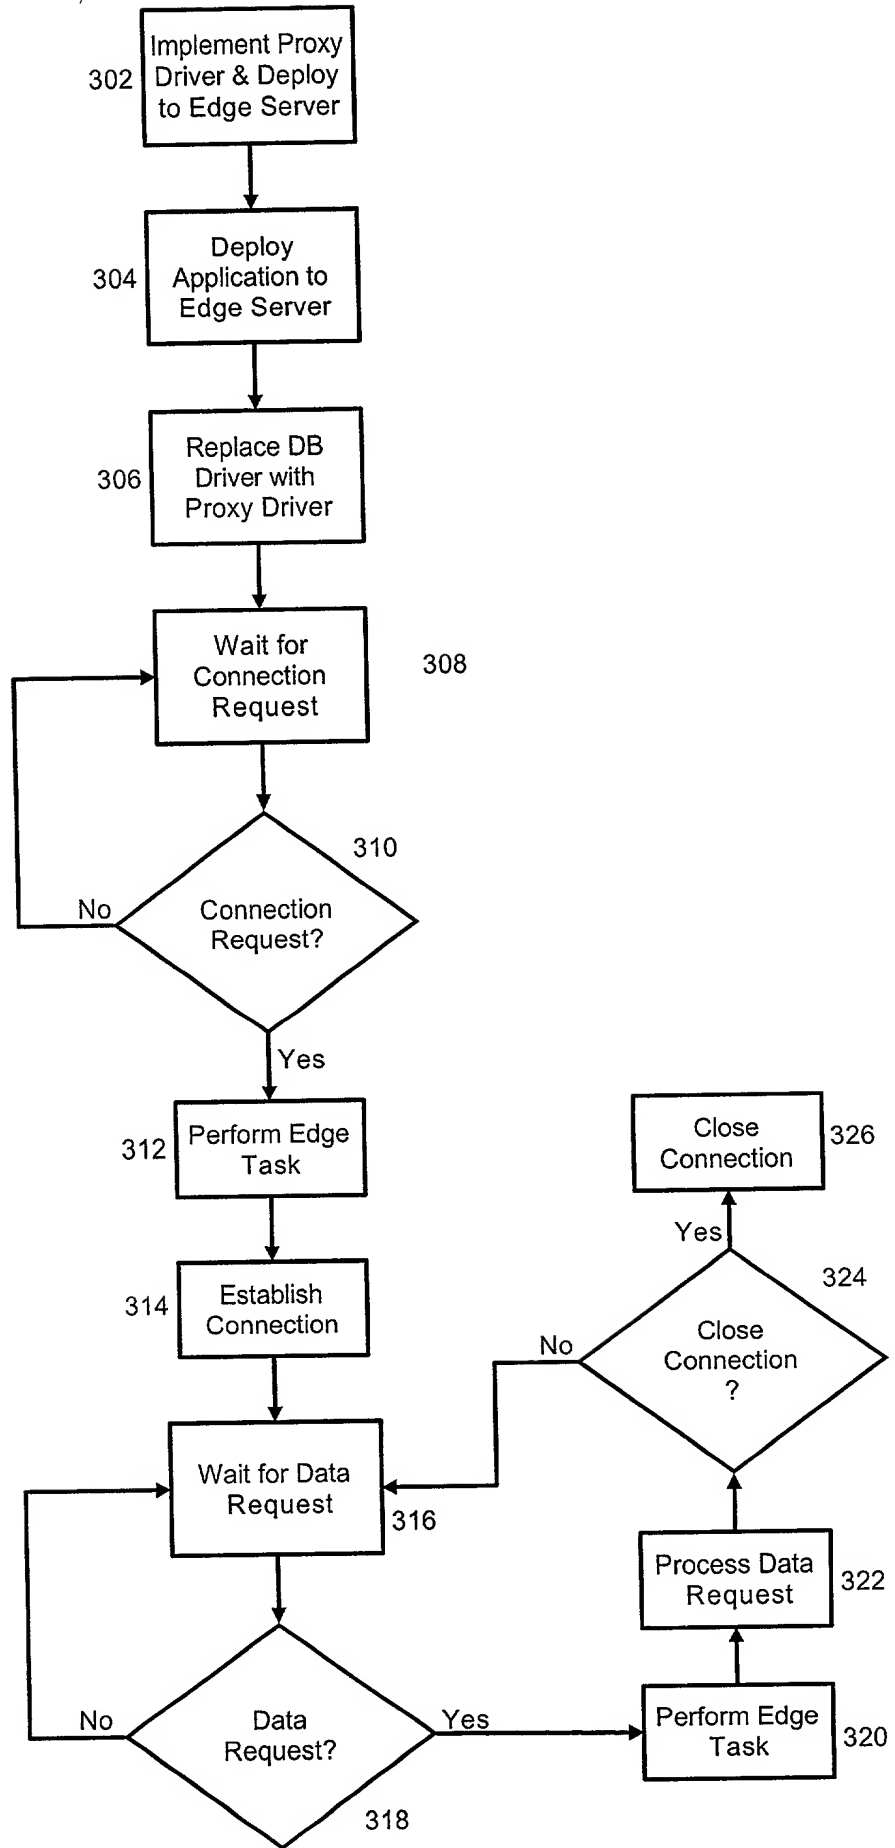 Implement Proxy
Driver & Deploy
to Edge Server
302
Deploy
Application to
Edge Server
304
Replace DB
Driver with
Proxy Driver
306
Wait for
Connection
Request
308
310
Connection
Request?
No
Yes
Perform Edge
Task
312
Establish
Connection
314
Wait for Data
Request
316
Data
Request?
No
Yes
318
Perform Edge
Task
320
Process Data
Request
322
Close
Connection
?
324
No
Yes
Close
Connection
326